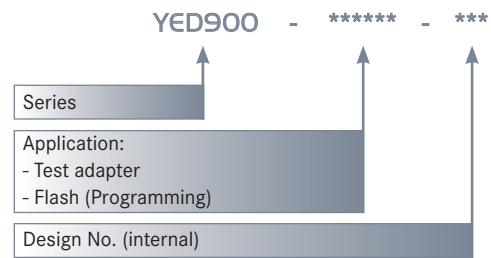 YED900 - ****** - ***
Series
Application:
- Test adapter
- Flash (Programming)
Design No. (internal)